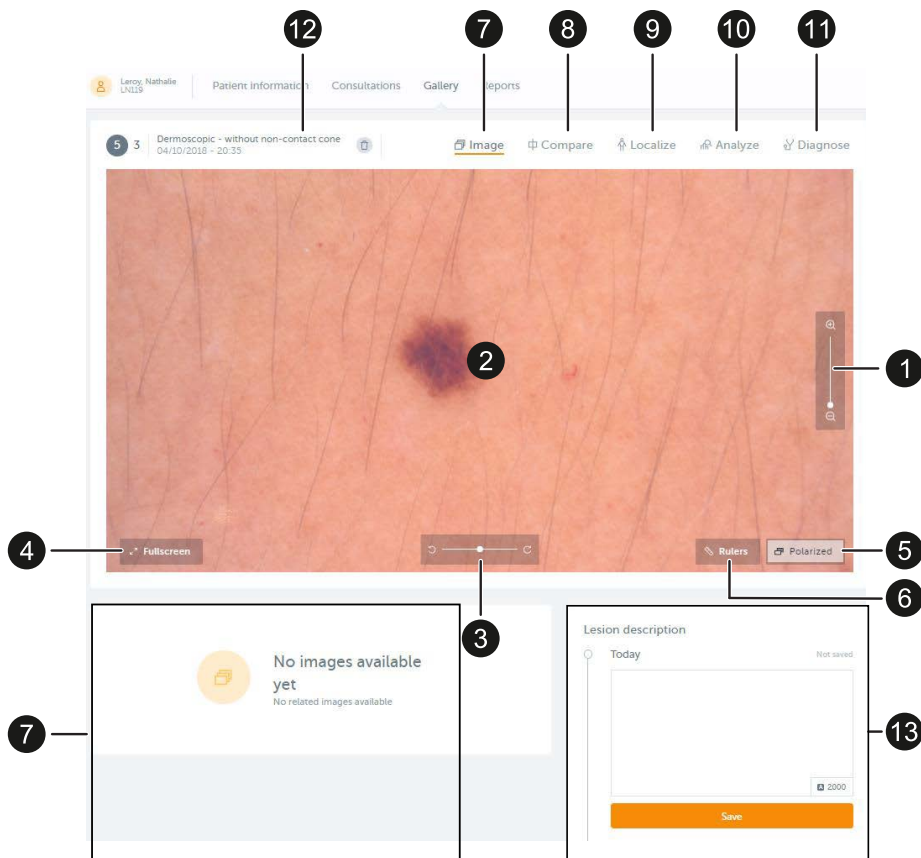 12 7 8 9 10 11
Leroy, Nathalie
LN119
Patient information Consultations Gallery Reports
5 3 Dermoscopic - without non-contact cone
04/10/2018 - 20:35
Image Compare Localize Analyze Diagnose
2
1
4 Fullscreen
Rulers Polarized 5
6
3
No images available
yet
No related images available
7
Lesion description
Today Not saved
13
A 2000
Save